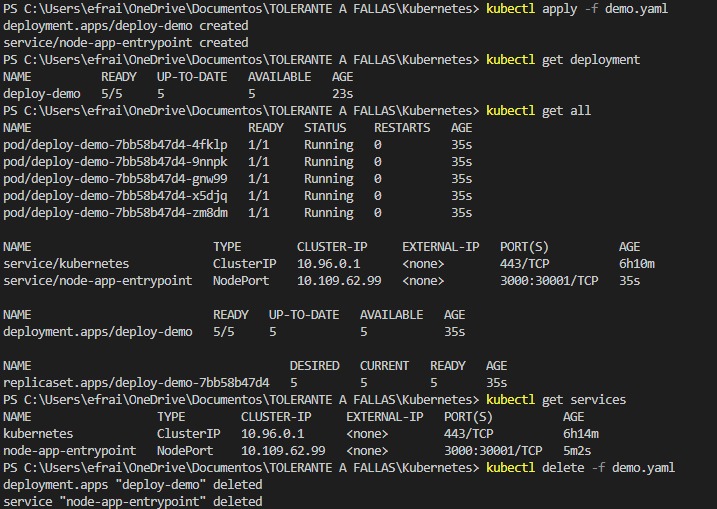 PS C:\Users\efrai\OneDrive\Documentos\TOLERANTE A FALLAS\Kubernetes> kubectl apply -f demo.yaml
deployment.apps/deploy-demo created
service/node-app-entrypoint created
PS C:\Users\efrai\OneDrive\Documentos\TOLERANTE A FALLAS\Kubernetes> kubectl get deployment
NAME          READY   UP-TO-DATE   AVAILABLE   AGE
deploy-demo   5/5     5            5           23s
PS C:\Users\efrai\OneDrive\Documentos\TOLERANTE A FALLAS\Kubernetes> kubectl get all
NAME                               READY   STATUS    RESTARTS   AGE
pod/deploy-demo-7bb58b47d4-4fklp   1/1     Running   0          35s
pod/deploy-demo-7bb58b47d4-9nnpk   1/1     Running   0          35s
pod/deploy-demo-7bb58b47d4-gnw99   1/1     Running   0          35s
pod/deploy-demo-7bb58b47d4-x5djq   1/1     Running   0          35s
pod/deploy-demo-7bb58b47d4-zm8dm   1/1     Running   0          35s
NAME                          TYPE        CLUSTER-IP     EXTERNAL-IP   PORT(S)          AGE
service/kubernetes            ClusterIP   10.96.0.1      <none>        443/TCP          6h10m
service/node-app-entrypoint   NodePort    10.109.62.99   <none>        3000:30001/TCP   35s
NAME                          READY   UP-TO-DATE   AVAILABLE   AGE
deployment.apps/deploy-demo   5/5     5            5           35s
NAME                                     DESIRED   CURRENT   READY   AGE
replicaset.apps/deploy-demo-7bb58b47d4   5         5         5       35s
PS C:\Users\efrai\OneDrive\Documentos\TOLERANTE A FALLAS\Kubernetes> kubectl get services
NAME                  TYPE        CLUSTER-IP     EXTERNAL-IP   PORT(S)          AGE
kubernetes            ClusterIP   10.96.0.1      <none>        443/TCP          6h14m
node-app-entrypoint   NodePort    10.109.62.99   <none>        3000:30001/TCP   5m2s
PS C:\Users\efrai\OneDrive\Documentos\TOLERANTE A FALLAS\Kubernetes> kubectl delete -f demo.yaml
deployment.apps "deploy-demo" deleted
service "node-app-entrypoint" deleted